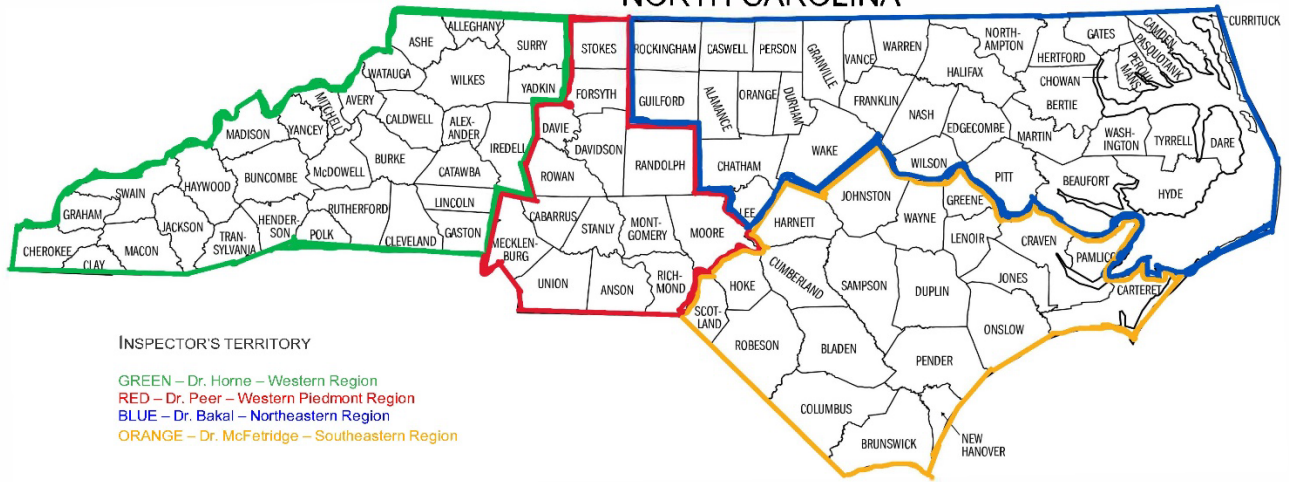 NORTH CAROLINA
ALLEGHANY
ASHE
SURRY
STOKES
ROCKINGHAM
CASWELL
PERSON
GRANVILLE
VANCE
WARREN
NORTH-
AMPTON
GATES
CAMDEN
PASQUOTANK
PERQUI-
MANS
CURRITUCK
HERTFORD
CHOWAN
BERTIE
HALIFAX
WATAUGA
WILKES
YADKIN
FORSYTH
GUILFORD
ALAMANCE
ORANGE
DURHAM
FRANKLIN
NASH
EDGECOMBE
MARTIN
WASH-
INGTON
TYRRELL
DARE
MITCHELL
AVERY
CALDWELL
ALEX-
ANDER
IREDELL
DAVIE
DAVIDSON
RANDOLPH
CHATHAM
WAKE
WILSON
PITT
BEAUFORT
HYDE
MADISON
YANCEY
BURKE
CATAWBA
ROWAN
LEE
HARNETT
JOHNSTON
WAYNE
GREENE
LENOIR
CRAVEN
PAMLICO
CARTERET
SWAIN
HAYWOOD
BUNCOMBE
McDOWELL
RUTHERFORD
LINCOLN
GASTON
CLEVELAND
POLK
HENDER-
SON
TRAN-
SYLVANIA
JACKSON
MACON
GRAHAM
CHEROKEE
CLAY
MECKLEN-
BURG
CABARRUS
STANLY
MONT-
GOMERY
MOORE
UNION
ANSON
RICH-
MOND
SCOT-
LAND
HOKE
CUMBERLAND
SAMPSON
DUPLIN
JONES
ONSLOW
ROBESON
BLADEN
PENDER
COLUMBUS
BRUNSWICK
NEW
HANOVER
INSPECTOR'S TERRITORY
GREEN – Dr. Horne – Western Region
RED – Dr. Peer – Western Piedmont Region
BLUE – Dr. Bakal – Northeastern Region
ORANGE – Dr. McFetridge – Southeastern Region